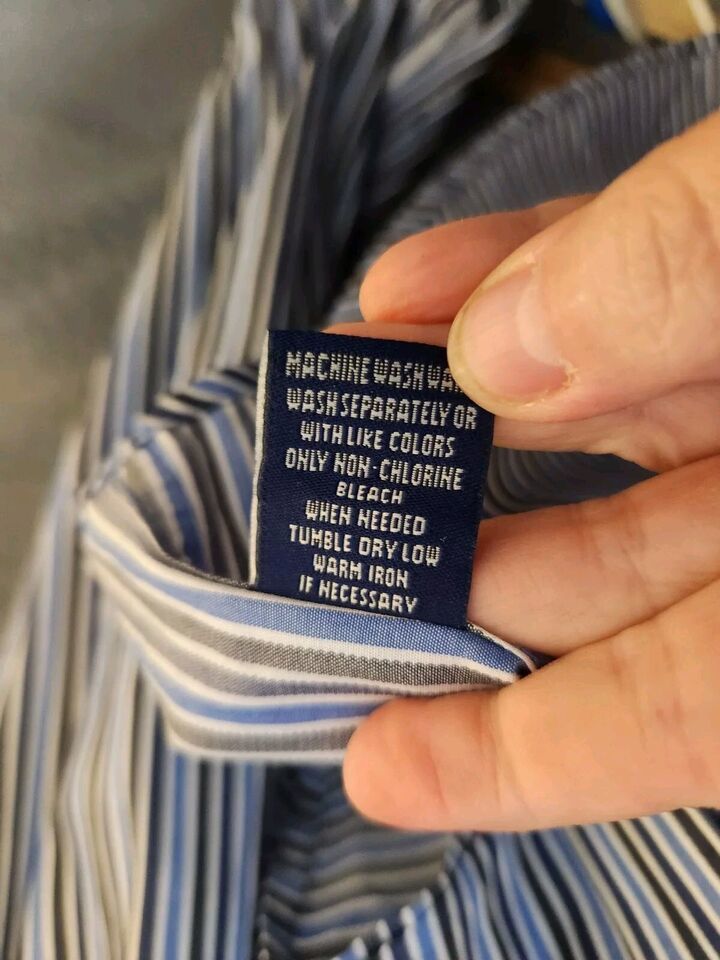 MACHINE WASH WA
WASH SEPARATELY OR
WITH LIKE COLORS
ONLY NON-CHLORINE
BLEACH
WHEN NEEDED
TUMBLE DRY LOW
WARM IRON
IF NECESSARY